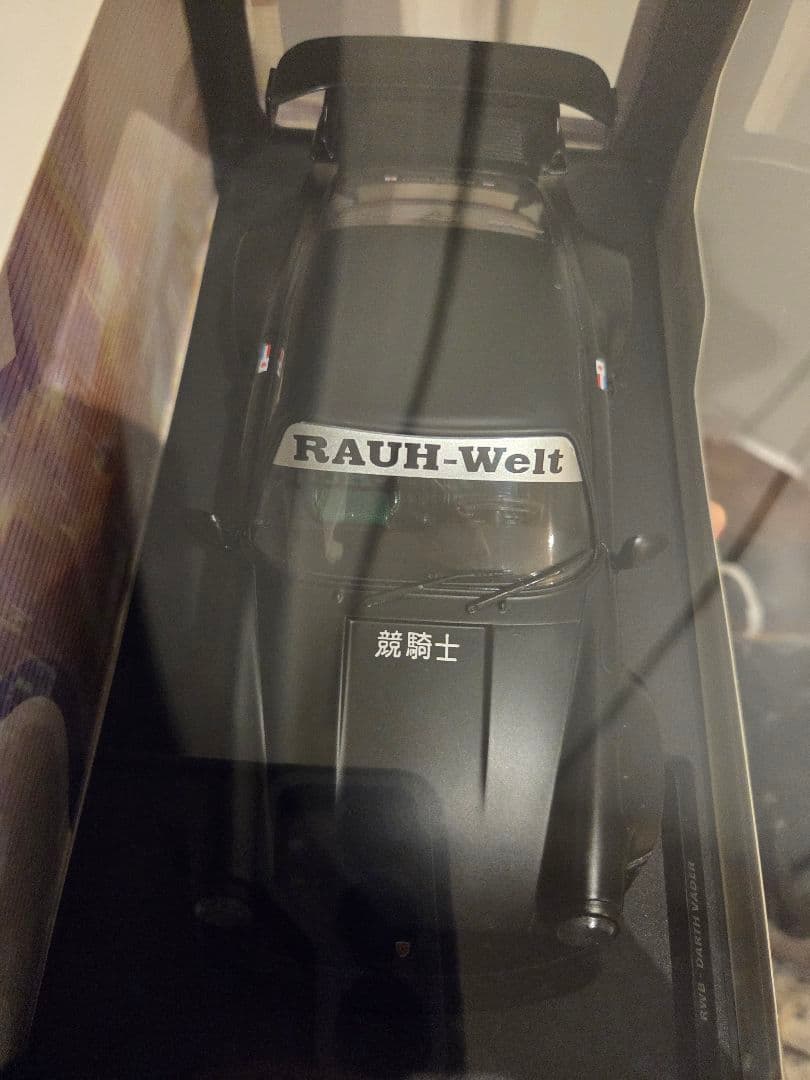 RAUH-Welt
競騎士
RWB - DARTH VADER